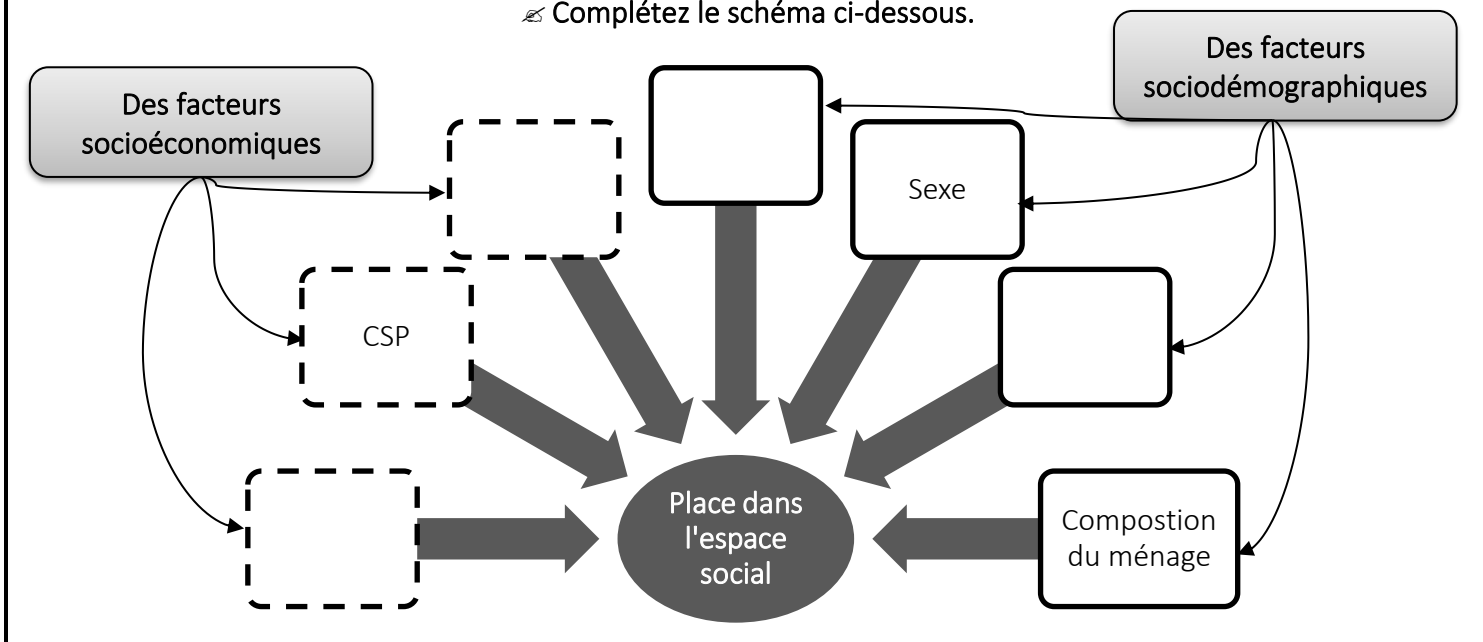 ✍ Complétez le schéma ci-dessous.
Des facteurs
socioéconomiques
Des facteurs
sociodémographiques
Sexe
CSP
Place dans
l'espace
social
Compostion
du ménage